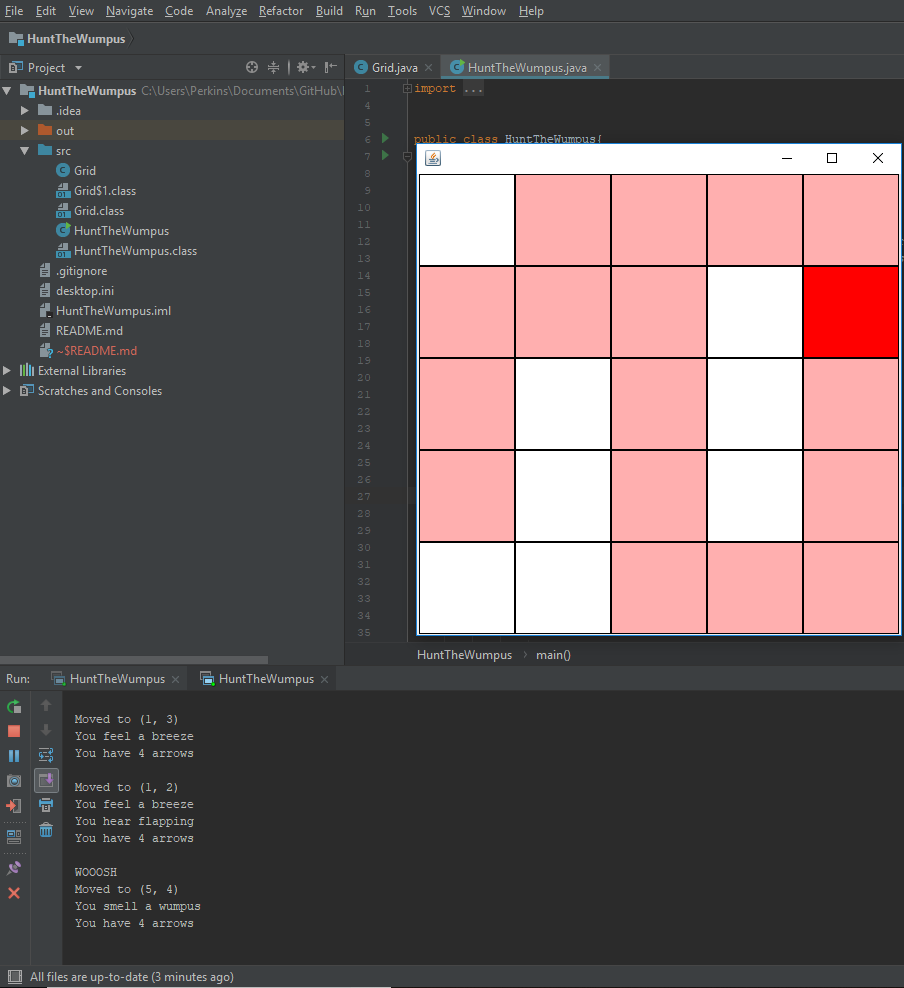 File Edit View Navigate Code Analyze Refactor Build Run Tools VCS Window Help
HuntTheWumpus
Project
Grid.java
HuntTheWumpus.java
HuntTheWumpus C:\Users\Perkins\Documents\GitHub\
.idea
out
src
Grid
Grid$1.class
Grid.class
HuntTheWumpus
HuntTheWumpus.class
.gitignore
desktop.ini
HuntTheWumpus.iml
README.md
~$README.md
External Libraries
Scratches and Consoles
1 import ...
4
5
6 public class HuntTheWumpus{
7
8
9
10
11
12
13
14
15
16
17
18
19
20
21
22
23
24
25
26
27
28
29
30
31
32
33
34
35
HuntTheWumpus main()
Run: HuntTheWumpus HuntTheWumpus
Moved to (1, 3)
You feel a breeze
You have 4 arrows
Moved to (1, 2)
You feel a breeze
You hear flapping
You have 4 arrows
WOOOSH
Moved to (5, 4)
You smell a wumpus
You have 4 arrows
All files are up-to-date (3 minutes ago)